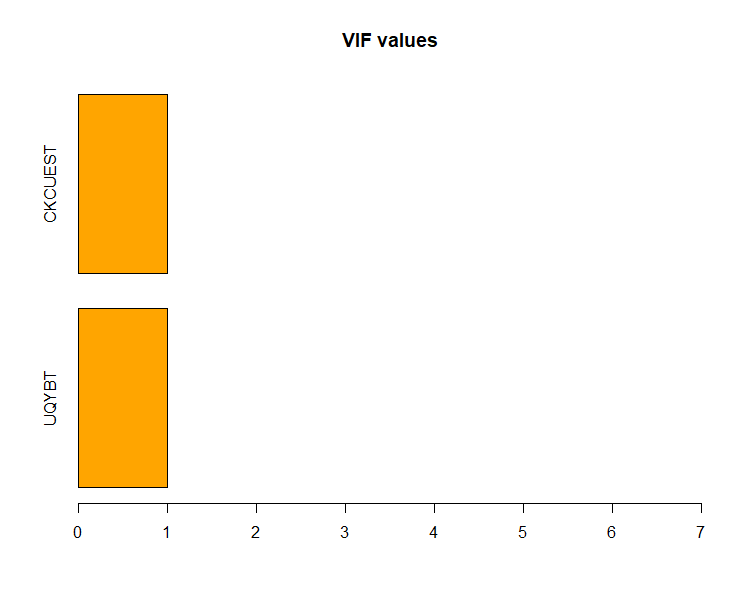 VIF values
CKCUEST
UQYBT
0 1 2 3 4 5 6 7